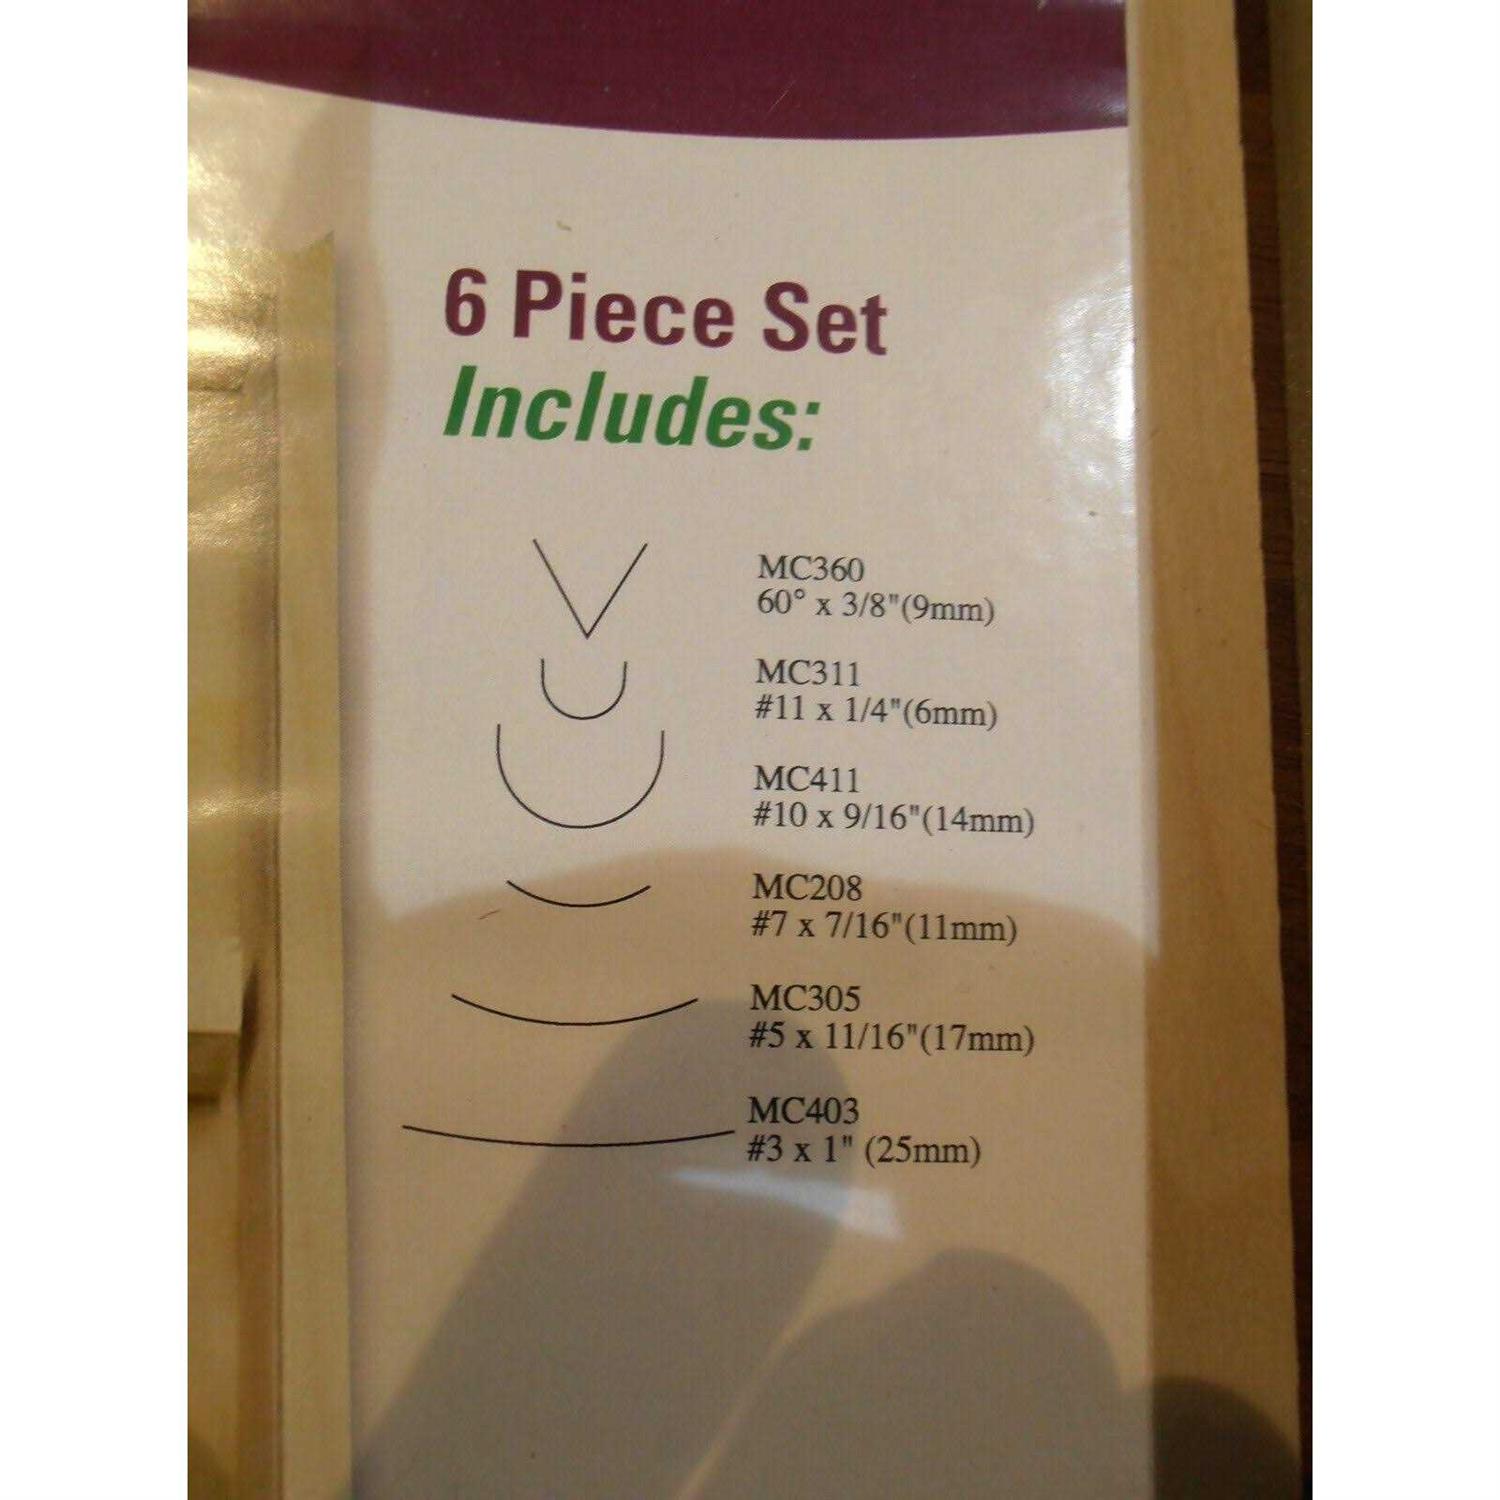 6 Piece Set
Includes:
MC360
60° x 3/8"(9mm)
MC311
#11 x 1/4"(6mm)
MC411
#10 x 9/16"(14mm)
MC208
#7 x 7/16"(11mm)
MC305
#5 x 11/16"(17mm)
MC403
#3 x 1" (25mm)